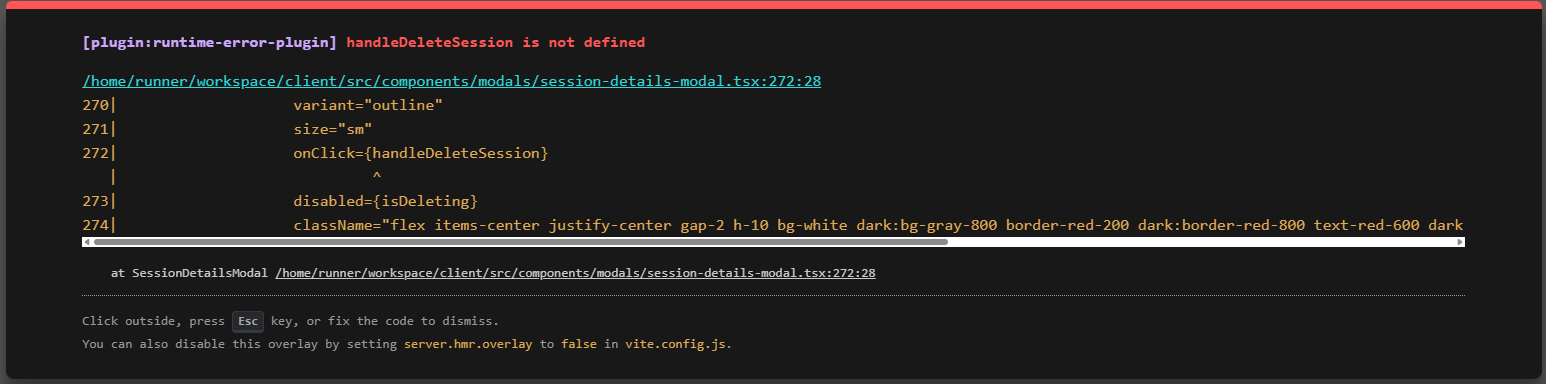 [plugin:runtime-error-plugin] handleDeleteSession is not defined
/home/runner/workspace/client/src/components/modals/session-details-modal.tsx:272:28
270|                    variant="outline"
271|                    size="sm"
272|                    onClick={handleDeleteSession}
   |                             ^
273|                    disabled={isDeleting}
274|                    className="flex items-center justify-center gap-2 h-10 bg-white dark:bg-gray-800 border-red-200 dark:border-red-800 text-red-600 dark
at SessionDetailsModal /home/runner/workspace/client/src/components/modals/session-details-modal.tsx:272:28
Click outside, press Esc key, or fix the code to dismiss.
You can also disable this overlay by setting server.hmr.overlay to false in vite.config.js.